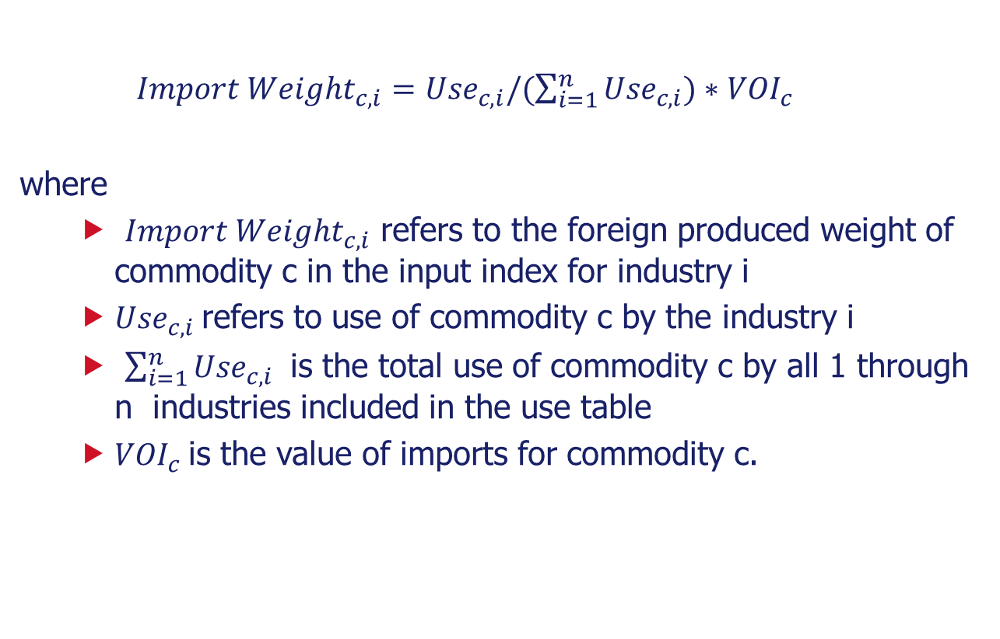 Import Weight_{c,i} = Use_{c,i}/(∑_{i=1}^{n} Use_{c,i}) * VOI_c
where
▶ Import Weight_{c,i} refers to the foreign produced weight of
commodity c in the input index for industry i
▶ Use_{c,i} refers to use of commodity c by the industry i
▶ ∑_{i=1}^{n} Use_{c,i} is the total use of commodity c by all 1 through
n industries included in the use table
▶ VOI_c is the value of imports for commodity c.